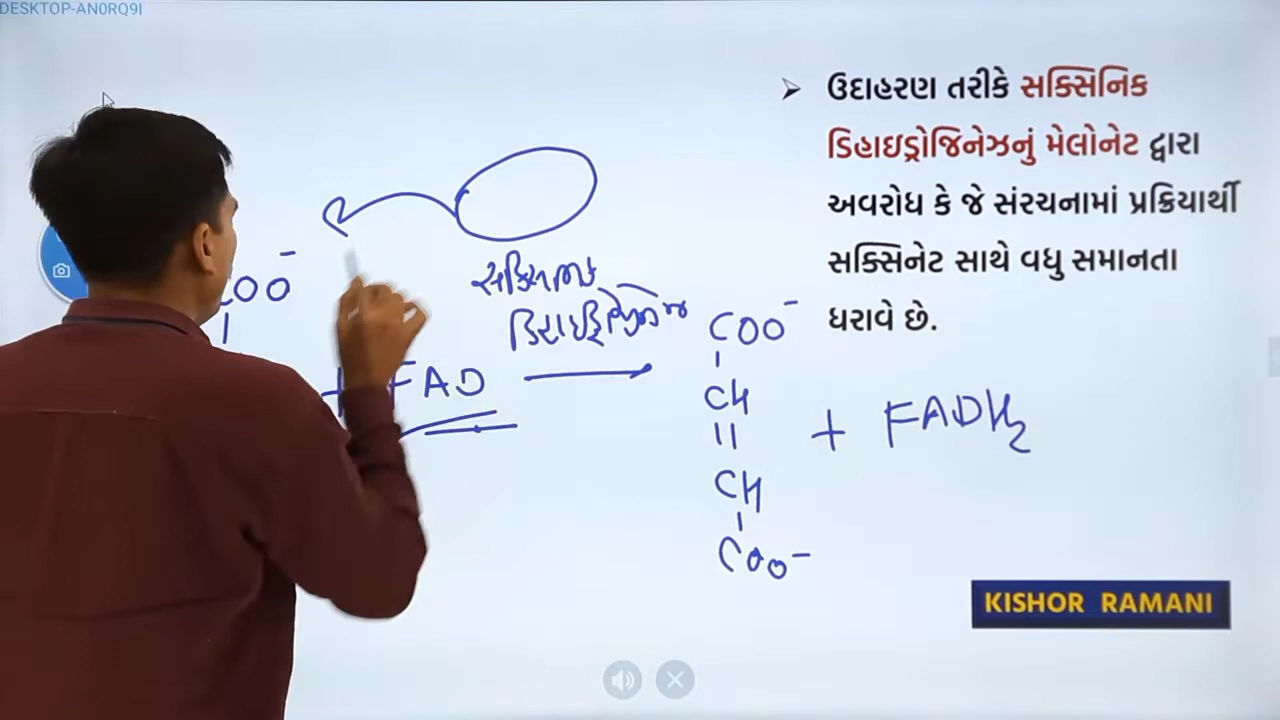 DESKTOP-AN0RQ9I
ઉદાહરણ તરીકે સક્સિનિક
ડિહાઇડ્રોજિનેઝનું મેલોનેટ દ્વારા
અવરોધ કે જે સંરચનામાં પ્રક્રિયાર્થી
સક્સિનેટ સાથે વધુ સમાનતા
ધરાવે છે.
COO⁻
+ FAD
COO⁻
CH
CH
COO⁻
+ FADH₂
KISHOR RAMANI